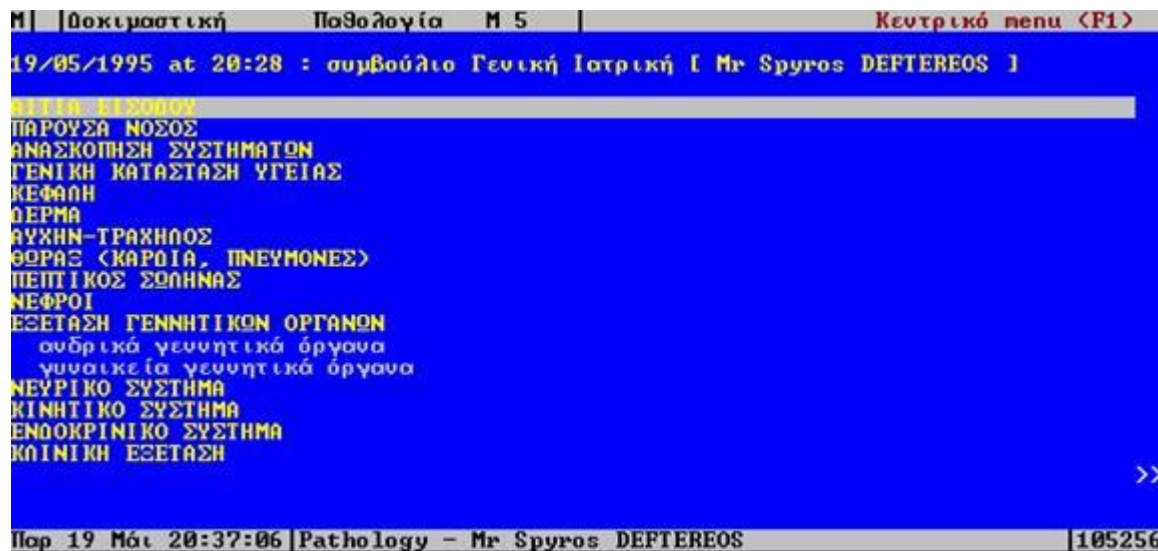 M| |Δοκιμαστική Παθολογία M 5 | Κεντρικό menu <F1>
19/05/1995 at 20:28 : συμβούλιο Γενική Ιατρική [ Mr Spyros DEFTEREOS ]
ΑΙΤΙΑ ΕΙΣΟΔΟΥ
ΠΑΡΟΥΣΑ ΝΟΣΟΣ
ΑΝΑΣΚΟΠΗΣΗ ΣΥΣΤΗΜΑΤΩΝ
ΓΕΝΙΚΗ ΚΑΤΑΣΤΑΣΗ ΥΓΕΙΑΣ
ΚΕΦΑΛΗ
ΔΕΡΜΑ
ΑΥΧΗΝ-ΤΡΑΧΗΛΟΣ
ΘΩΡΑΞ <ΚΑΡΔΙΑ, ΠΝΕΥΜΟΝΕΣ>
ΠΕΠΤΙΚΟΣ ΣΩΛΗΝΑΣ
ΝΕΦΡΟΙ
ΕΞΕΤΑΣΗ ΓΕΝΝΗΤΙΚΩΝ ΟΡΓΑΝΩΝ
ανδρικά γεννητικά όργανα
γυναικεία γεννητικά όργανα
ΝΕΥΡΙΚΟ ΣΥΣΤΗΜΑ
ΚΙΝΗΤΙΚΟ ΣΥΣΤΗΜΑ
ΕΝΔΟΚΡΙΝΙΚΟ ΣΥΣΤΗΜΑ
ΚΛΙΝΙΚΗ ΕΞΕΤΑΣΗ
>>
Παρ 19 Μάι 20:37:06|Pathology - Mr Spyros DEFTEREOS |105256